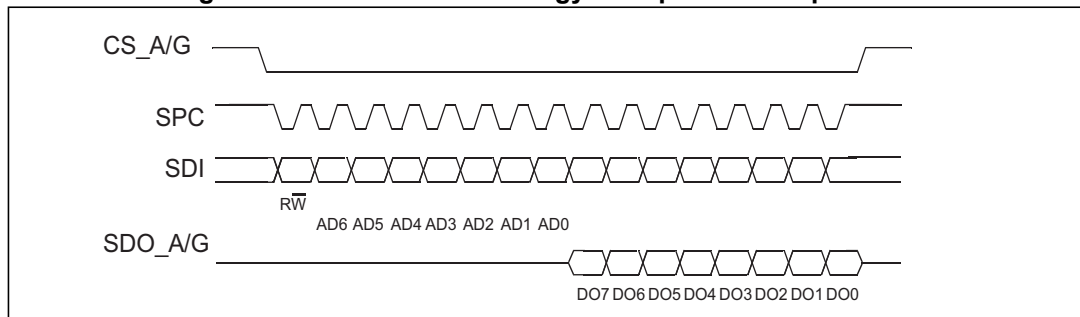 CS_A/G
SPC
SDI
RW
AD6 AD5 AD4 AD3 AD2 AD1 AD0
SDO_A/G
DO7 DO6 DO5 DO4 DO3 DO2 DO1 DO0